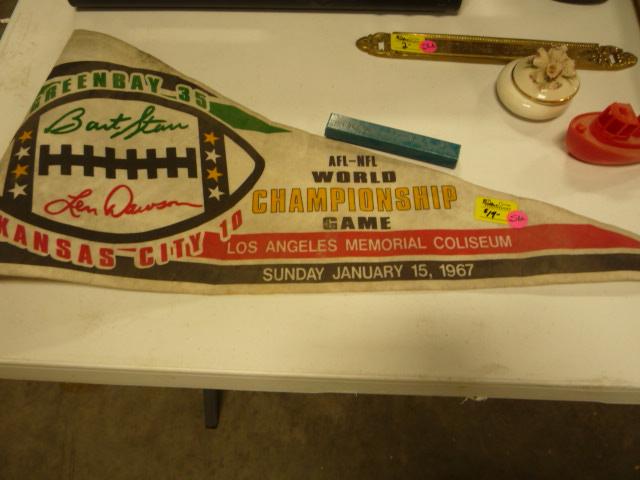 GREENBAY 35
Bart Starr
Len Dawson
KANSAS CITY 10
AFL-NFL
WORLD
CHAMPIONSHIP
GAME
LOS ANGELES MEMORIAL COLISEUM
SUNDAY JANUARY 15, 1967